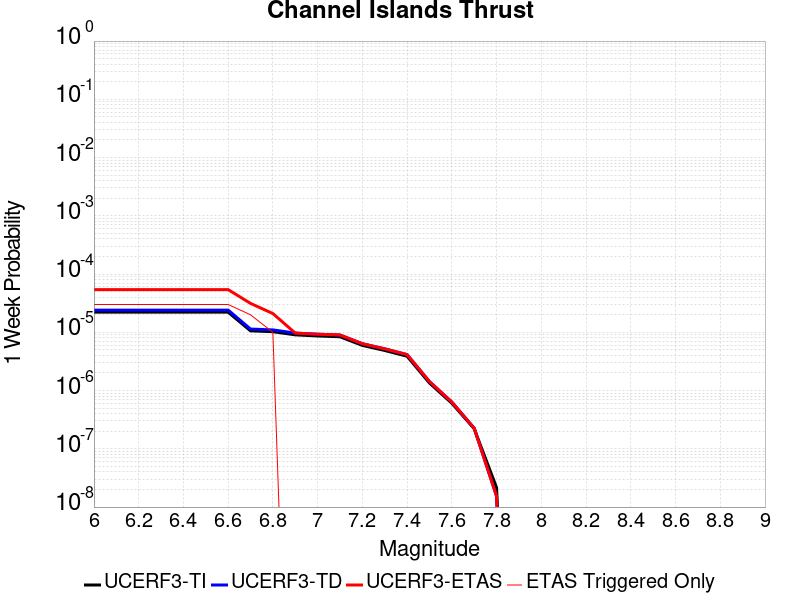 Channel Islands Thrust
1 Week Probability
10^0
10^-1
10^-2
10^-3
10^-4
10^-5
10^-6
10^-7
10^-8
6 6.2 6.4 6.6 6.8 7 7.2 7.4 7.6 7.8 8 8.2 8.4 8.6 8.8 9
Magnitude
UCERF3-TI UCERF3-TD UCERF3-ETAS ETAS Triggered Only